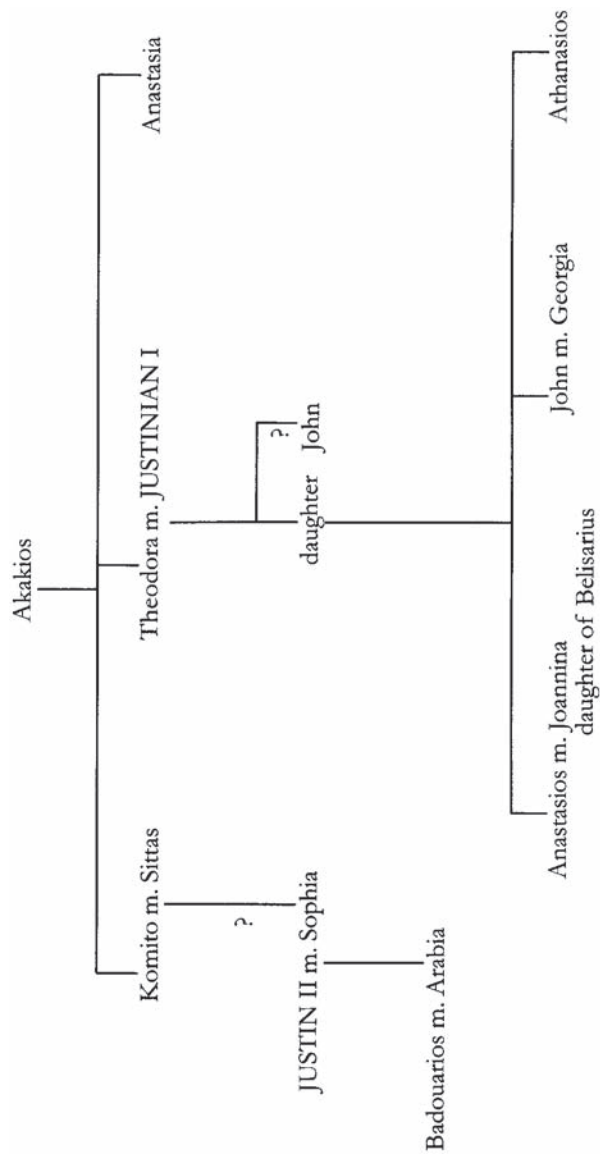 Akakios
Komito m. Sittas
Theodora m. JUSTINIAN I
Anastasia
?
?
JUSTIN II m. Sophia
daughter
John
Badouarios m. Arabia
Anastasios m. Joannina
daughter of Belisarius
John m. Georgia
Athanasios